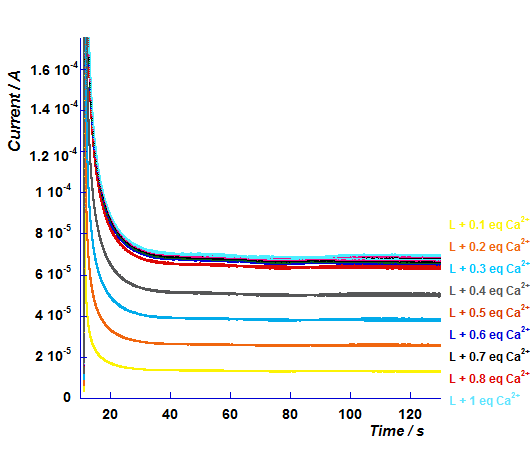 Current / A
1.6 10⁻⁴
1.4 10⁻⁴
1.2 10⁻⁴
1 10⁻⁴
8 10⁻⁵
6 10⁻⁵
4 10⁻⁵
2 10⁻⁵
0
20 40 60 80 100 120
Time / s
L + 0.1 eq Ca²⁺
L + 0.2 eq Ca²⁺
L + 0.3 eq Ca²⁺
L + 0.4 eq Ca²⁺
L + 0.5 eq Ca²⁺
L + 0.6 eq Ca²⁺
L + 0.7 eq Ca²⁺
L + 0.8 eq Ca²⁺
L + 1 eq Ca²⁺